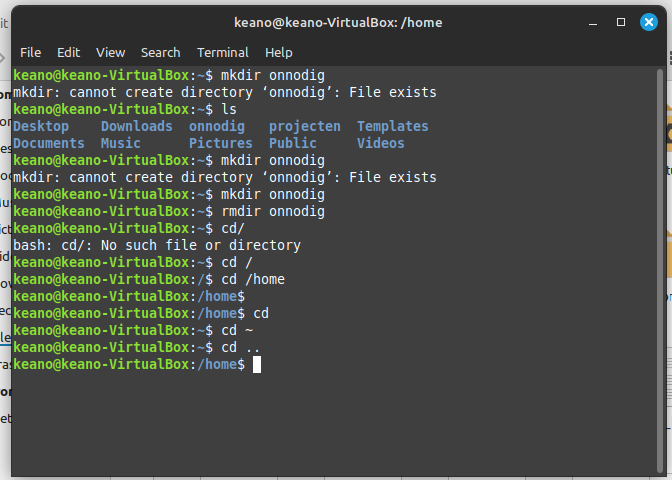 keano@keano-VirtualBox: /home
File Edit View Search Terminal Help
keano@keano-VirtualBox:~$ mkdir onnodig
mkdir: cannot create directory ‘onnodig’: File exists
keano@keano-VirtualBox:~$ ls
Desktop    Downloads  onnodig   projecten  Templates
Documents  Music      Pictures  Public     Videos
keano@keano-VirtualBox:~$ mkdir onnodig
mkdir: cannot create directory ‘onnodig’: File exists
keano@keano-VirtualBox:~$ mkdir onnodig
keano@keano-VirtualBox:~$ rmdir onnodig
keano@keano-VirtualBox:~$ cd/
bash: cd/: No such file or directory
keano@keano-VirtualBox:~$ cd /
keano@keano-VirtualBox:/$ cd /home
keano@keano-VirtualBox:/home$
keano@keano-VirtualBox:/home$ cd
keano@keano-VirtualBox:~$ cd ~
keano@keano-VirtualBox:~$ cd ..
keano@keano-VirtualBox:/home$